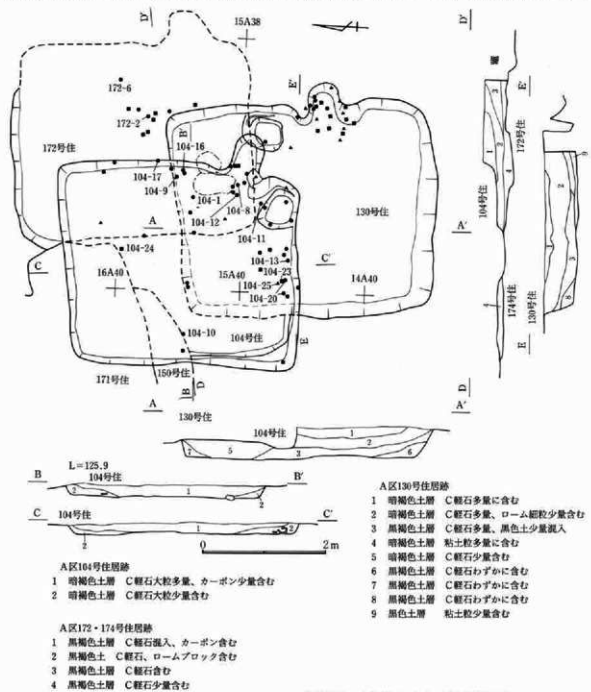 D'
15A38
D'
172-6
E'
E'
172-2
104-16
172号住
172号住
104-17
104-9
104号住
104-1
130号住
104-8
104-12
A
A'
104-11
C
104-24
104-13
C'
104-23
16A40
15A40
14A40
104-25
104-20
174号住
130号住
104-10
104号住
E
E
171号住
150号住
A
B
D
D
130号住
A'
104号住
L=125.9
B
104号住
B'
C
104号住
C'
0 2m
A区104号住居跡
1 暗褐色土層 C軽石大粒多量、カーボン少量含む
2 暗褐色土層 C軽石大粒少量含む
A区172・174号住居跡
1 黒褐色土層 C軽石混入、カーボン含む
2 黒褐色土 C軽石、ロームブロック含む
3 黒褐色土層 C軽石含む
4 黒褐色土層 C軽石少量含む
A区130号住居跡
1 暗褐色土層 C軽石多量に含む
2 暗褐色土層 C軽石多量、ローム細粒少量含む
3 黒褐色土層 C軽石多量、黒色土少量混入
4 暗褐色土層 粘土粒多量に含む
5 暗褐色土層 C軽石少量含む
6 黒褐色土層 C軽石わずかに含む
7 黒褐色土層 C軽石わずかに含む
8 黒褐色土層 C軽石わずかに含む
9 黒色土層 粘土粒少量含む